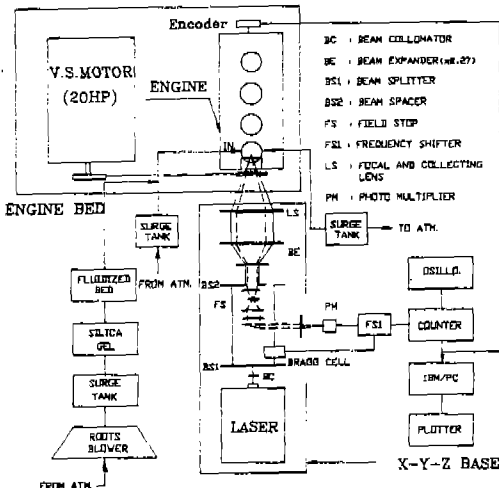 Encoder
V.S.MOTOR
(20HP)
ENGINE
IN
ENGINE BED
BC : BEAM COLLOMATOR
BE : BEAM EXPANDER(x2.27)
BS1 : BEAM SPLITTER
BS2 : BEAM SPACER
FS : FIELD STOP
FS1 : FREQUENCY SHIFTER
LS : FOCAL AND COLLECTING
LENS
PM : PHOTO MULTIPLIER
SURGE
TANK
FROM ATM.
LS
BE
SURGE
TANK
TO ATM.
FLUIDIZED
BED
BS2
FS
PM
FS1
OSILLO.
COUNTER
SILICA
GEL
BRAGG CELL
BS1
BC
IBM/PC
SURGE
TANK
LASER
PLOTTER
ROOTS
BLOWER
X-Y-Z BASE
FROM ATM.